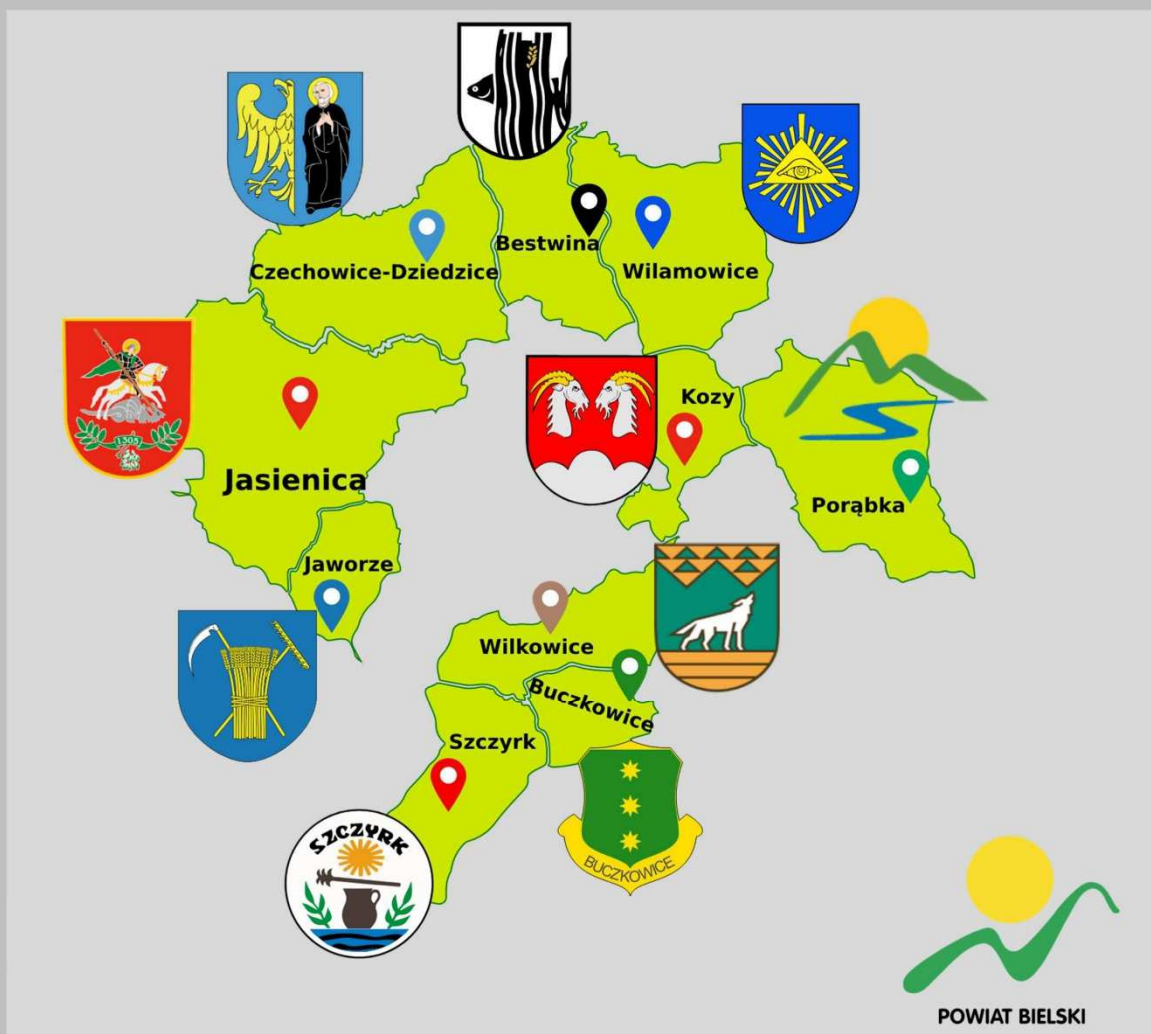 Bestwina
Czechowice-Dziedzice
Wilamowice
Kozy
1305
Jasienica
Porąbka
Jaworze
Wilkowice
Buczkowice
Szczyrk
SZCZYRK
BUCZKOWICE
POWIAT BIELSKI